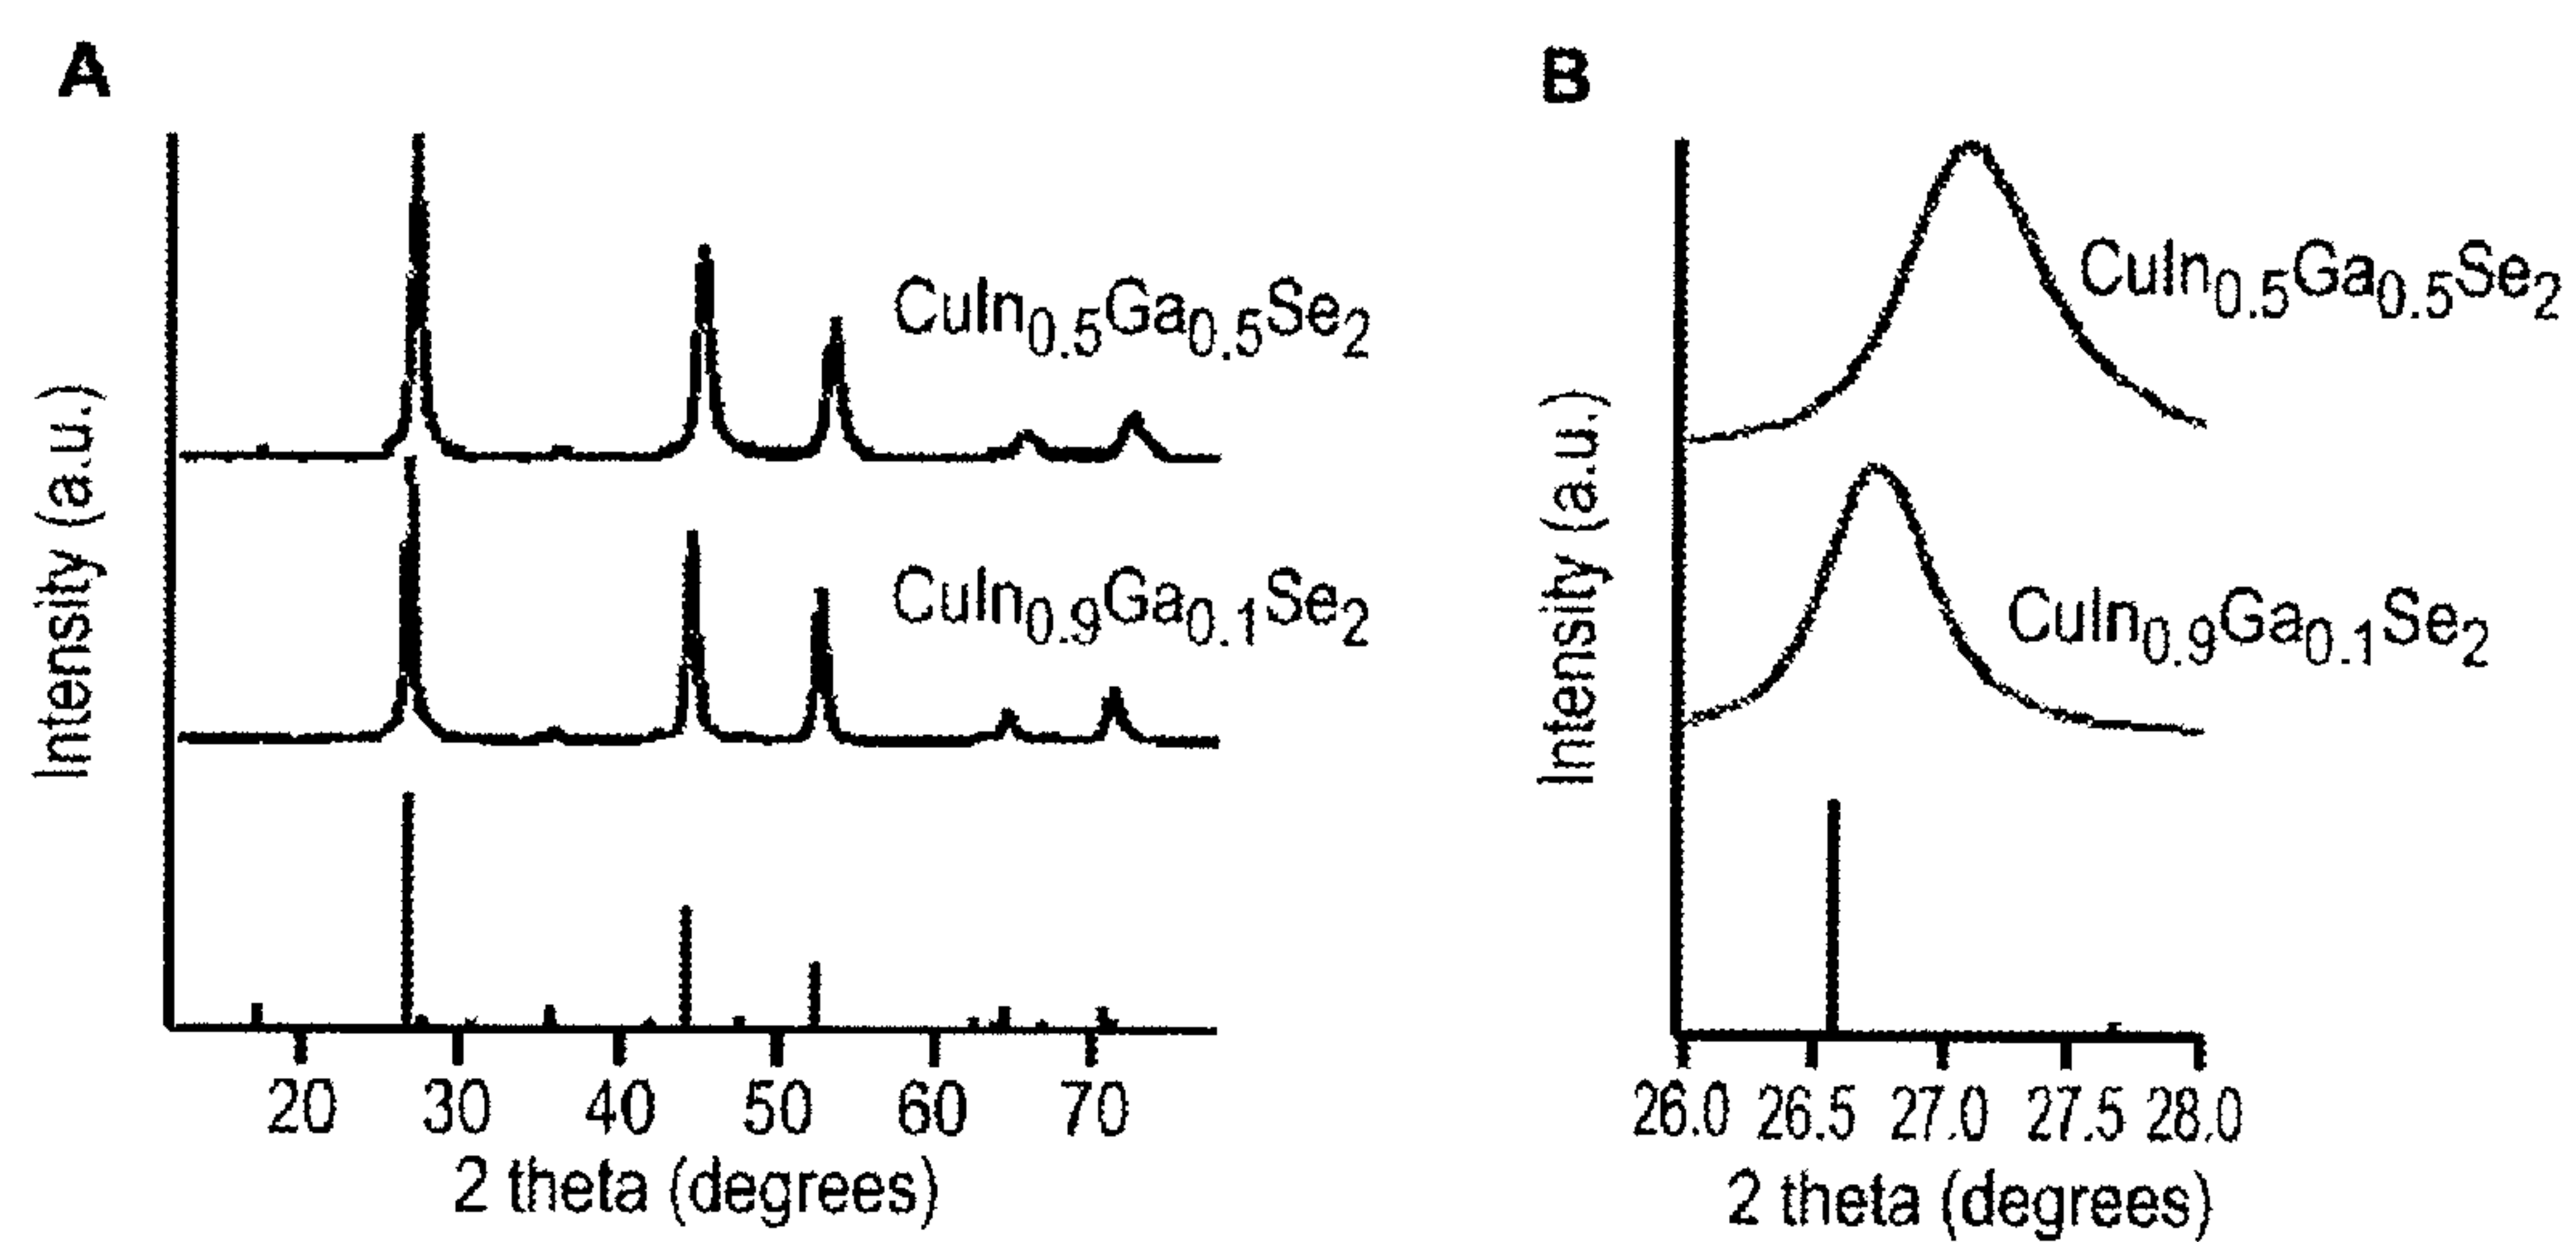 A
Intensity (a.u.)
CuIn0.5Ga0.5Se2
CuIn0.9Ga0.1Se2
20 30 40 50 60 70
2 theta (degrees)
B
Intensity (a.u.)
CuIn0.5Ga0.5Se2
CuIn0.9Ga0.1Se2
26.0 26.5 27.0 27.5 28.0
2 theta (degrees)